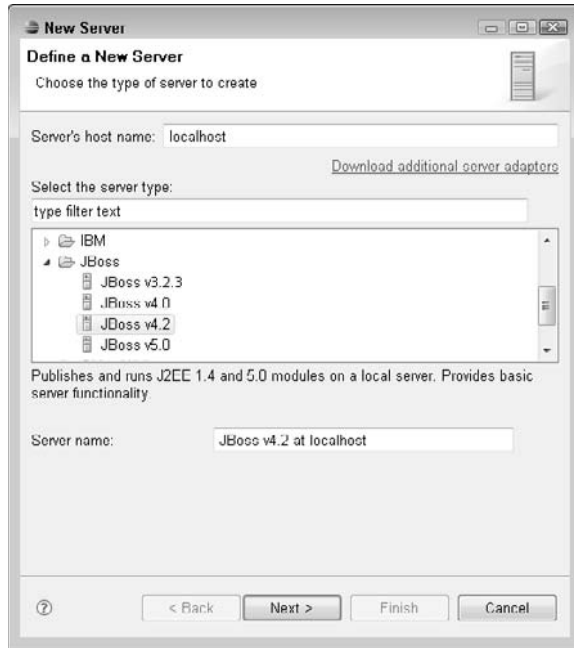 New Server
Define a New Server
Choose the type of server to create
Server's host name: localhost
Download additional server adapters
Select the server type:
type filter text
IBM
JBoss
JBoss v3.2.3
JBoss v4.0
JBoss v4.2
JBoss v5.0
Publishes and runs J2EE 1.4 and 5.0 modules on a local server. Provides basic
server functionality.
Server name: JBoss v4.2 at localhost
? < Back Next > Finish Cancel